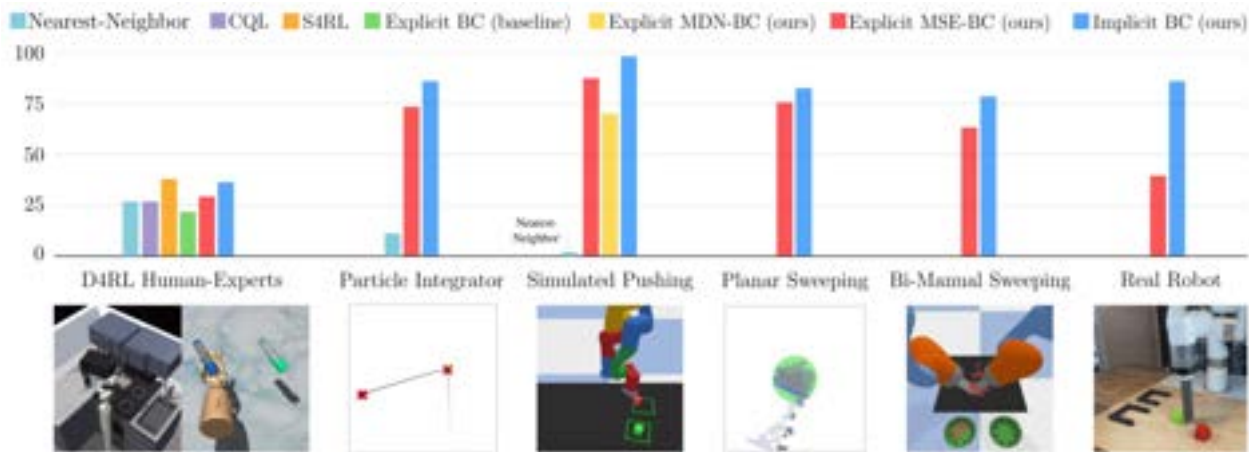 Nearest-Neighbor CQL S4RL Explicit BC (baseline) Explicit MDN-BC (ours) Explicit MSE-BC (ours) Implicit BC (ours)
100
75
50
25
0
Nearest-
Neighbor
D4RL Human-Experts Particle Integrator Simulated Pushing Planar Sweeping Bi-Manual Sweeping Real Robot